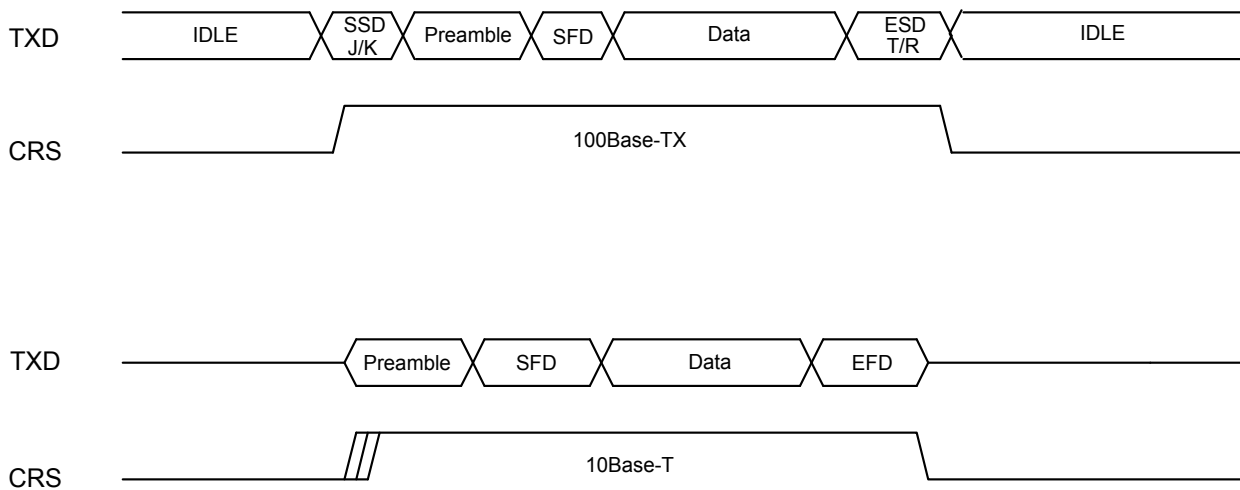 TXD IDLE SSD J/K Preamble SFD Data ESD T/R IDLE
CRS 100Base-TX
TXD Preamble SFD Data EFD
CRS 10Base-T